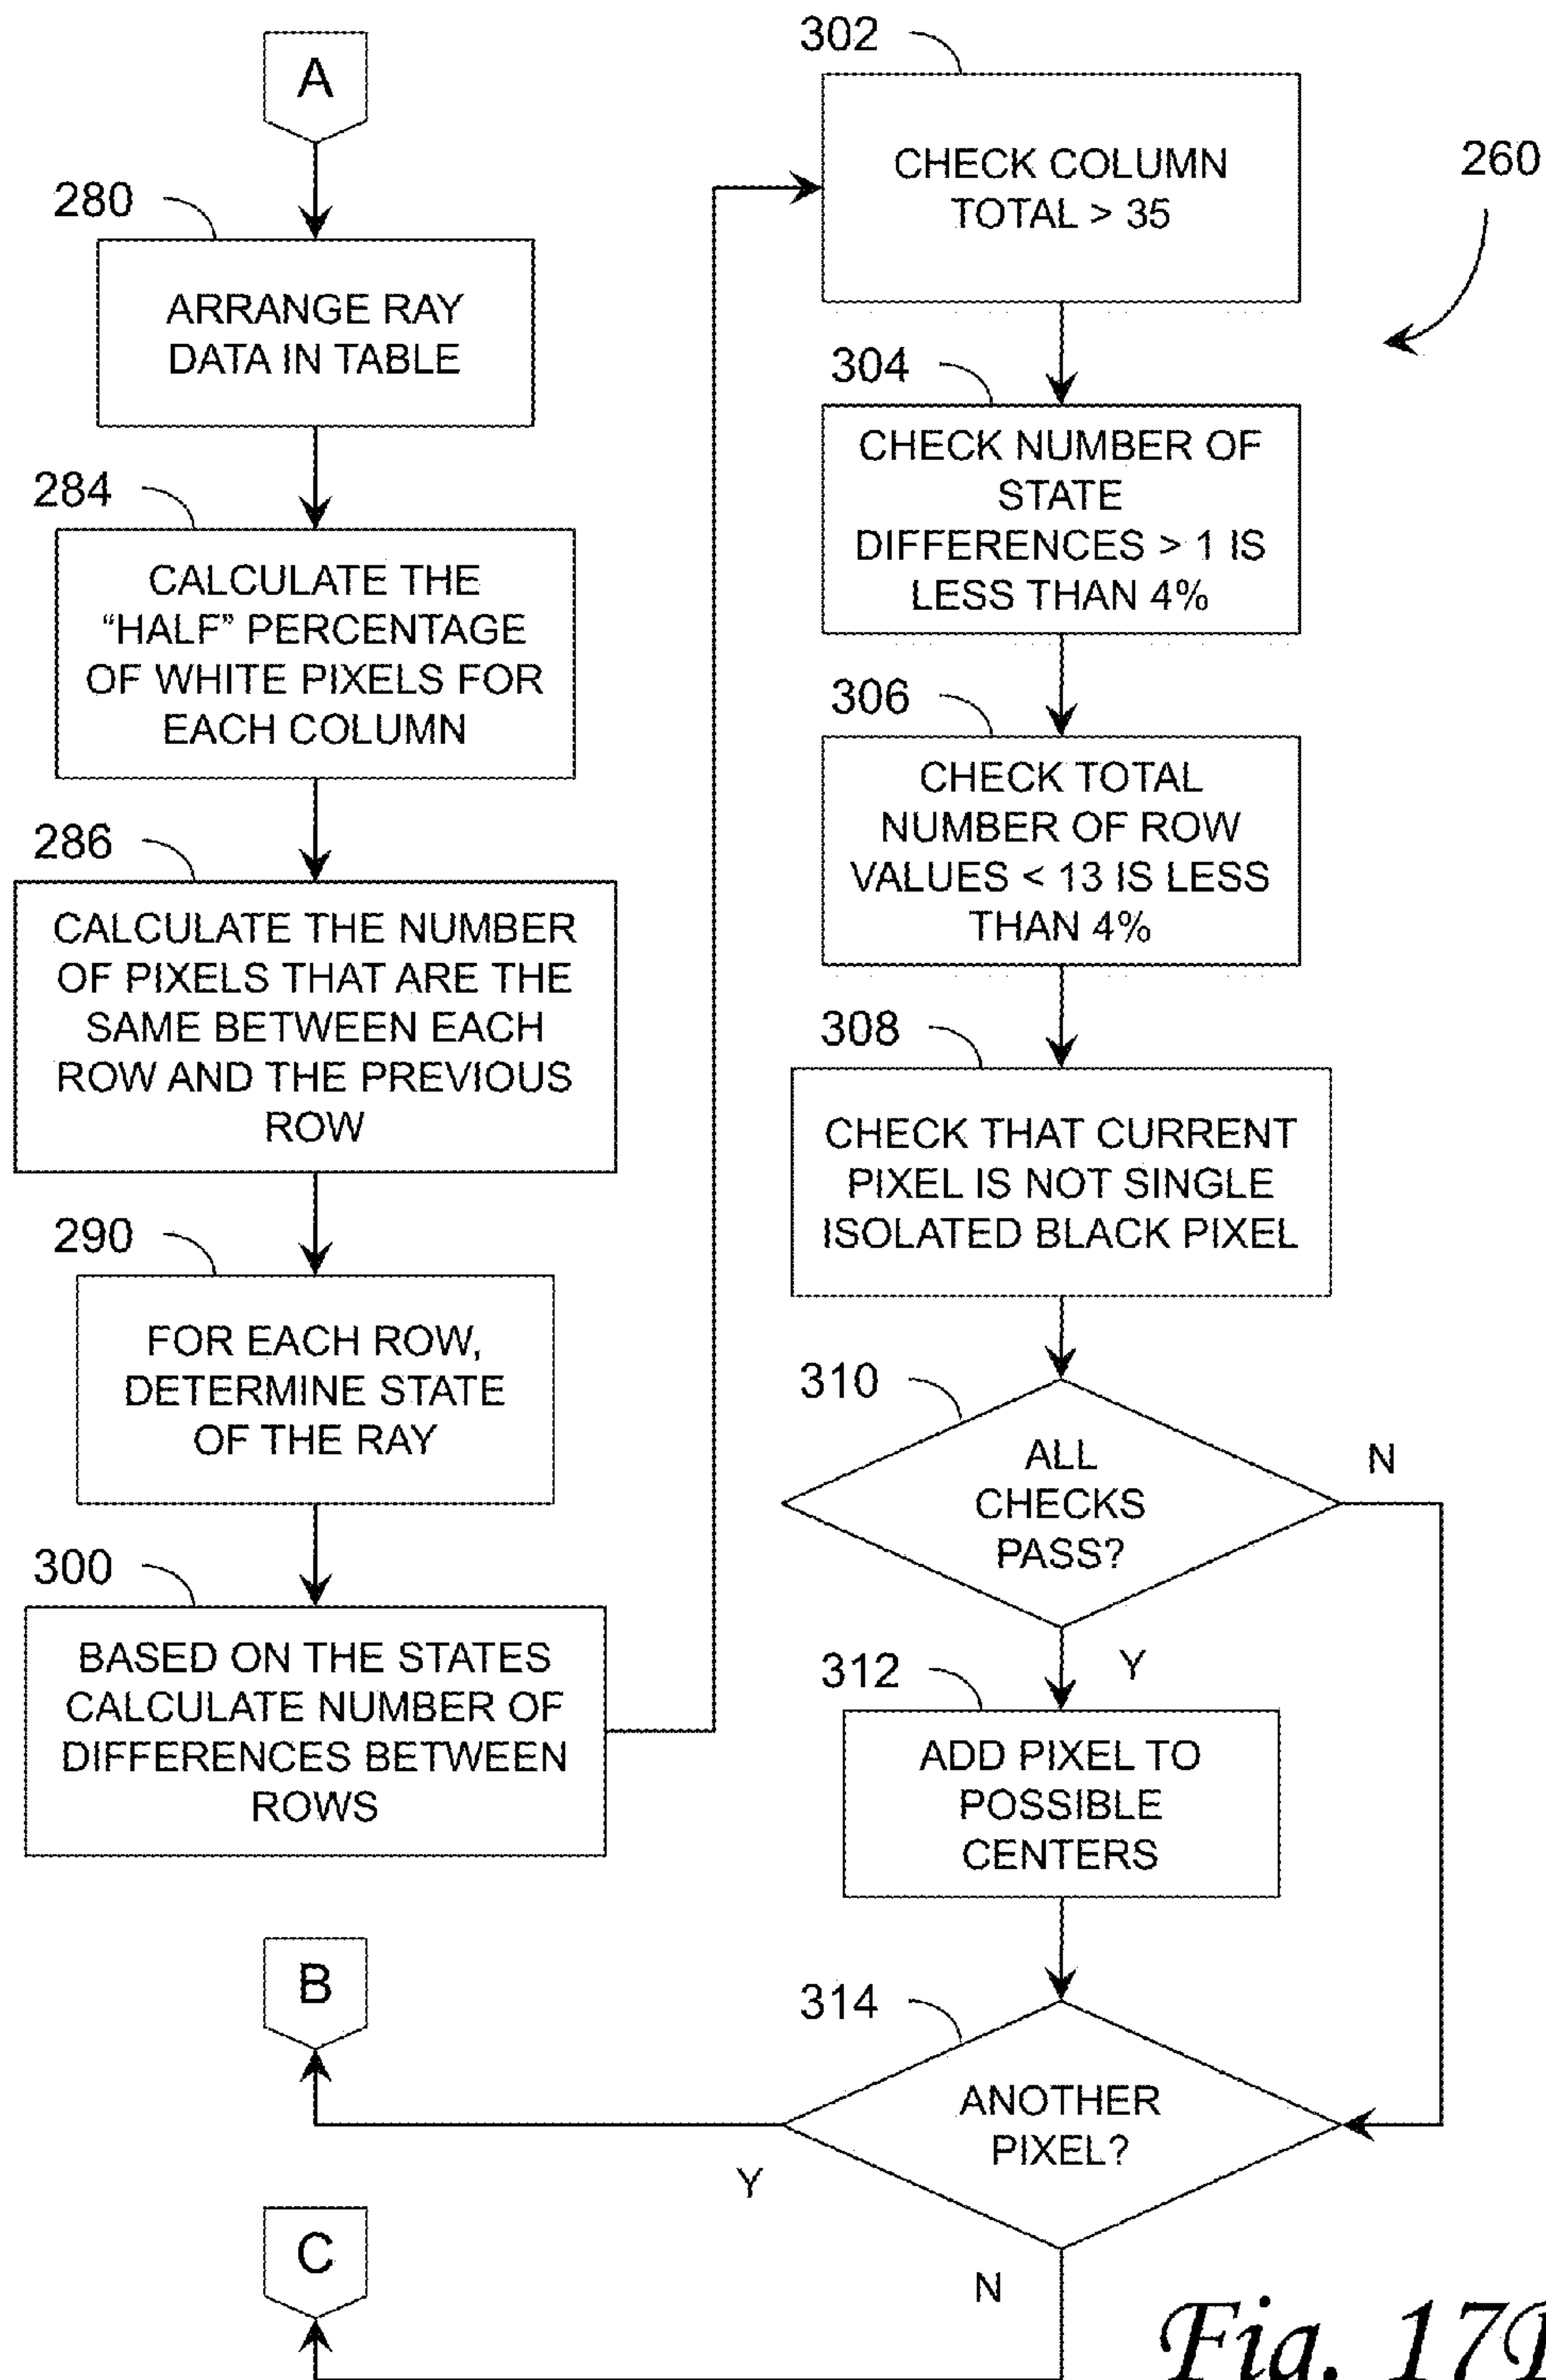 A
280
ARRANGE RAY
DATA IN TABLE
284
CALCULATE THE
“HALF” PERCENTAGE
OF WHITE PIXELS FOR
EACH COLUMN
286
CALCULATE THE NUMBER
OF PIXELS THAT ARE THE
SAME BETWEEN EACH
ROW AND THE PREVIOUS
ROW
290
FOR EACH ROW,
DETERMINE STATE
OF THE RAY
300
BASED ON THE STATES
CALCULATE NUMBER OF
DIFFERENCES BETWEEN
ROWS
302
CHECK COLUMN
TOTAL > 35
260
304
CHECK NUMBER OF
STATE
DIFFERENCES > 1 IS
LESS THAN 4%
306
CHECK TOTAL
NUMBER OF ROW
VALUES < 13 IS LESS
THAN 4%
308
CHECK THAT CURRENT
PIXEL IS NOT SINGLE
ISOLATED BLACK PIXEL
310
ALL
CHECKS
PASS?
N
Y
312
ADD PIXEL TO
POSSIBLE
CENTERS
314
ANOTHER
PIXEL?
Y
N
B
C
Fig.